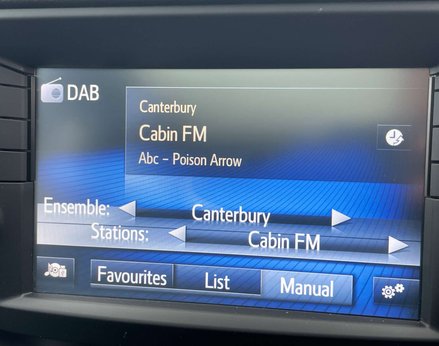 DAB
Canterbury
Cabin FM
Abc - Poison Arrow
Ensemble: Canterbury
Stations: Cabin FM
Favourites List Manual